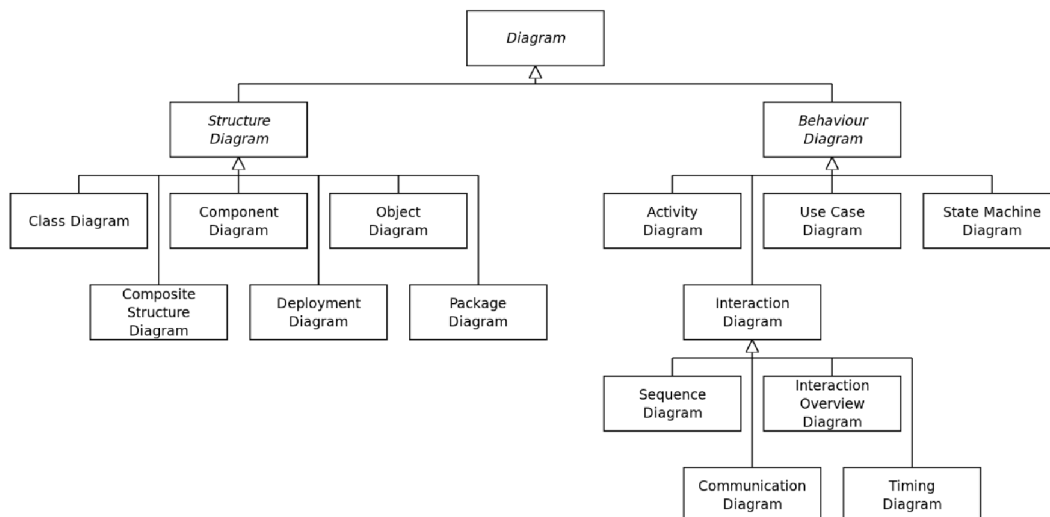 Diagram
Structure
Diagram
Behaviour
Diagram
Class Diagram
Component
Diagram
Object
Diagram
Activity
Diagram
Use Case
Diagram
State Machine
Diagram
Composite
Structure
Diagram
Deployment
Diagram
Package
Diagram
Interaction
Diagram
Sequence
Diagram
Interaction
Overview
Diagram
Communication
Diagram
Timing
Diagram